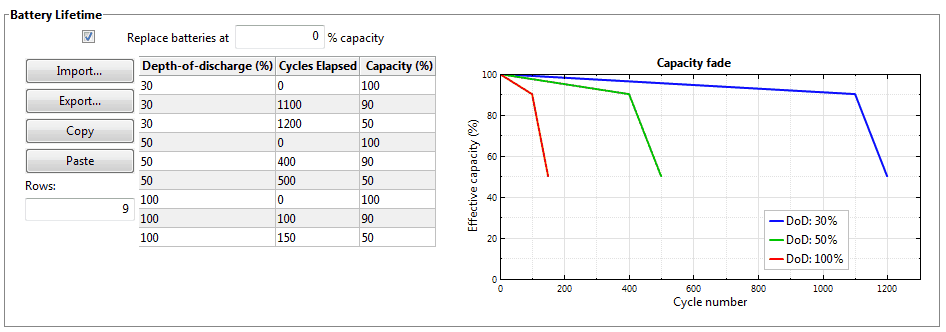 Battery Lifetime
Replace batteries at 0 % capacity
Import...
Export...
Copy
Paste
Rows:
9
Depth-of-discharge (%) Cycles Elapsed Capacity (%)
30 0 100
30 1100 90
30 1200 50
50 0 100
50 400 90
50 500 50
100 0 100
100 100 90
100 150 50
Capacity fade
Effective capacity (%)
100
80
60
40
20
0
0 200 400 600 800 1000 1200
Cycle number
DoD: 30%
DoD: 50%
DoD: 100%